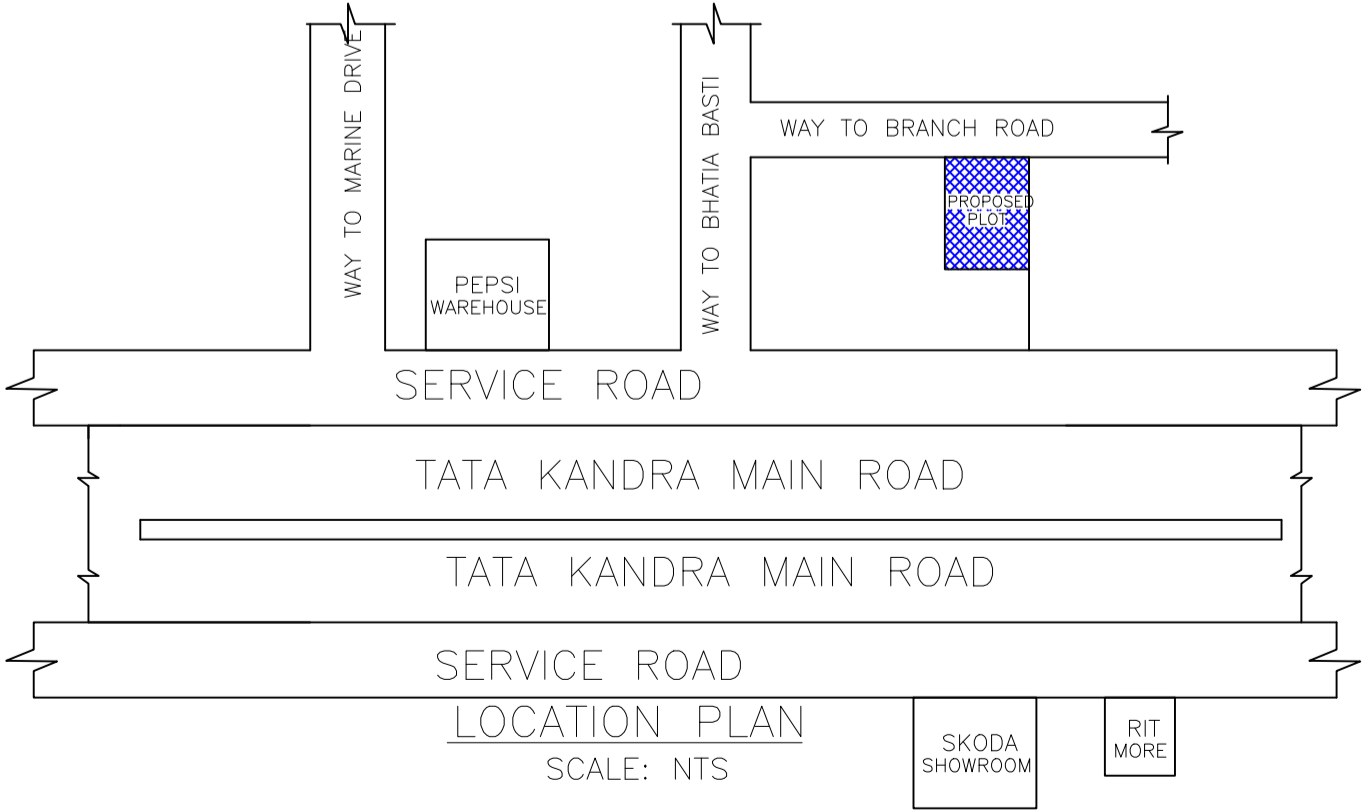 WAY TO MARINE DRIVE
WAY TO BHATIA BASTI
WAY TO BRANCH ROAD
PROPOSED
PLOT
PEPSI
WAREHOUSE
SERVICE ROAD
TATA KANDRA MAIN ROAD
TATA KANDRA MAIN ROAD
SERVICE ROAD
LOCATION PLAN
SCALE: NTS
SKODA
SHOWROOM
RIT
MORE